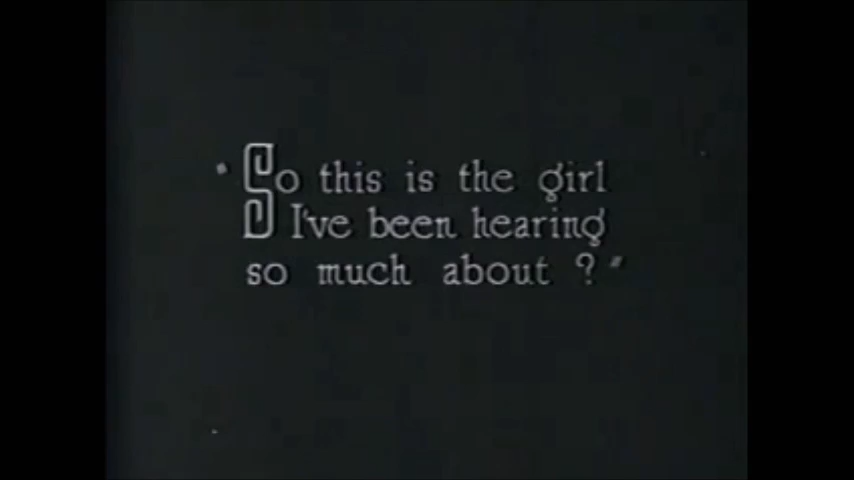 "So this is the girl
I've been hearing
so much about ?"